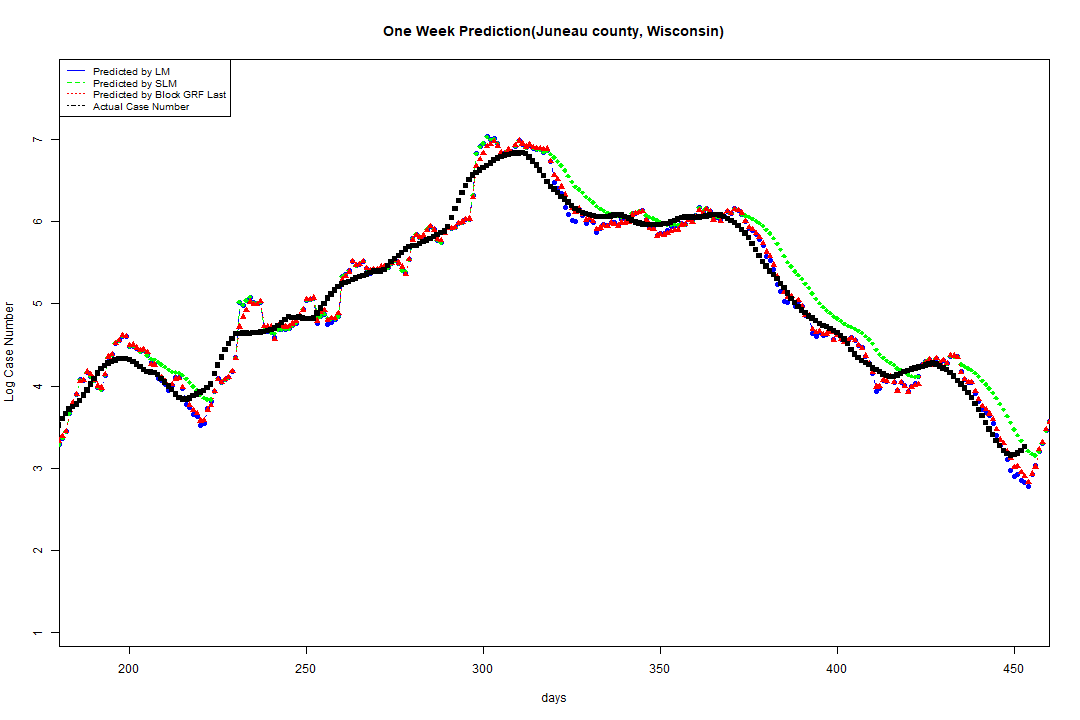 One Week Prediction(Juneau county, Wisconsin)
Predicted by LM
Predicted by SLM
Predicted by Block GRF Last
Actual Case Number
7
6
5
4
3
2
1
Log Case Number
200 250 300 350 400 450
days